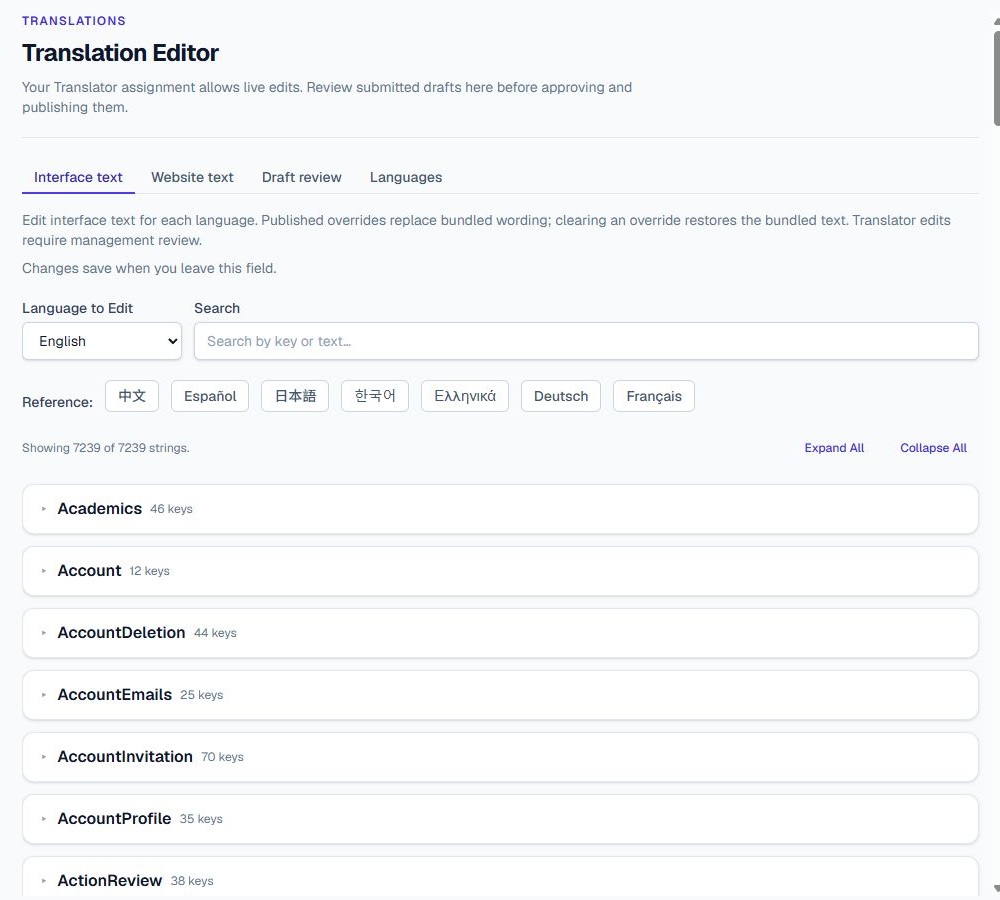 TRANSLATIONS
Translation Editor
Your Translator assignment allows live edits. Review submitted drafts here before approving and
publishing them.
Interface text
Website text
Draft review
Languages
Edit interface text for each language. Published overrides replace bundled wording; clearing an override restores the bundled text. Translator edits
require management review.
Changes save when you leave this field.
Language to Edit
Search
English
Search by key or text...
Reference:
中文
Español
日本語
한국어
Ελληνικά
Deutsch
Français
Showing 7239 of 7239 strings.
Expand All
Collapse All
Academics 46 keys
Account 12 keys
AccountDeletion 44 keys
AccountEmails 25 keys
AccountInvitation 70 keys
AccountProfile 35 keys
ActionReview 38 keys